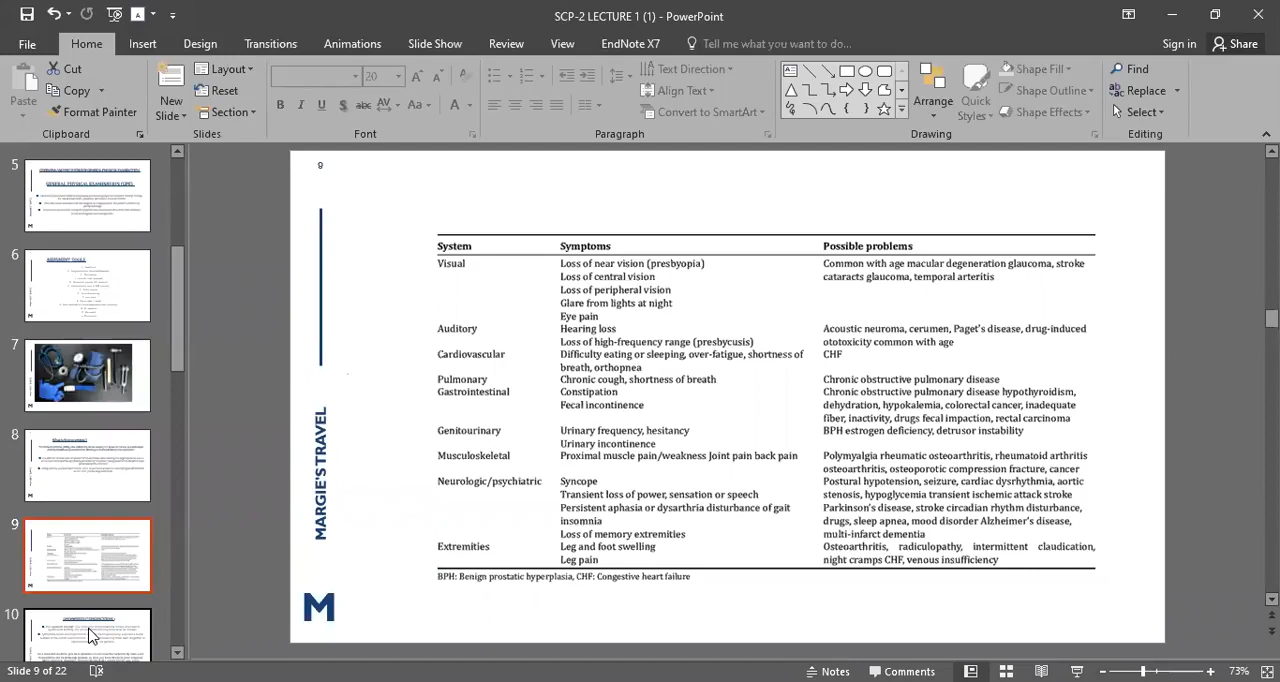 SCP-2 LECTURE 1 (1) - PowerPoint
File Home Insert Design Transitions Animations Slide Show Review View EndNote X7 Tell me what you want to do... Sign in Share
Paste Cut Copy Format Painter Clipboard
New Slide Layout Reset Section Slides
20 Font
Text Direction Align Text Convert to SmartArt Paragraph
Arrange Quick Styles Shape Fill Shape Outline Shape Effects Drawing
Find Replace Select Editing
5
6
7
8
9
10
9
MARGIE'S TRAVEL
M
System Symptoms Possible problems
Visual Loss of near vision (presbyopia) Common with age macular degeneration glaucoma, stroke
Loss of central vision cataracts glaucoma, temporal arteritis
Loss of peripheral vision
Glare from lights at night
Eye pain
Auditory Hearing loss Acoustic neuroma, cerumen, Paget's disease, drug-induced
Loss of high-frequency range (presbycusis) ototoxicity common with age
Cardiovascular Difficulty eating or sleeping, over-fatigue, shortness of CHF
breath, orthopnea
Pulmonary Chronic cough, shortness of breath Chronic obstructive pulmonary disease
Gastrointestinal Constipation Chronic obstructive pulmonary disease hypothyroidism,
Fecal incontinence dehydration, hypokalemia, colorectal cancer, inadequate
fiber, inactivity, drugs fecal impaction, rectal carcinoma
Genitourinary Urinary frequency, hesitancy BPH estrogen deficiency, detrusor instability
Urinary incontinence
Musculoskeletal Proximal muscle pain/weakness Joint pain back pain Polymyalgia rheumatic osteoarthritis, rheumatoid arthritis
osteoarthritis, osteoporotic compression fracture, cancer
Neurologic/psychiatric Syncope Postural hypotension, seizure, cardiac dysrhythmia, aortic
Transient loss of power, sensation or speech stenosis, hypoglycemia transient ischemic attack stroke
Persistent aphasia or dysarthria disturbance of gait Parkinson's disease, stroke circadian rhythm disturbance,
insomnia drugs, sleep apnea, mood disorder Alzheimer's disease,
Loss of memory extremities multi-infarct dementia
Extremities Leg and foot swelling Osteoarthritis, radiculopathy, intermittent claudication,
Leg pain night cramps CHF, venous insufficiency
BPH: Benign prostatic hyperplasia, CHF: Congestive heart failure
Slide 9 of 22 Notes Comments 73%